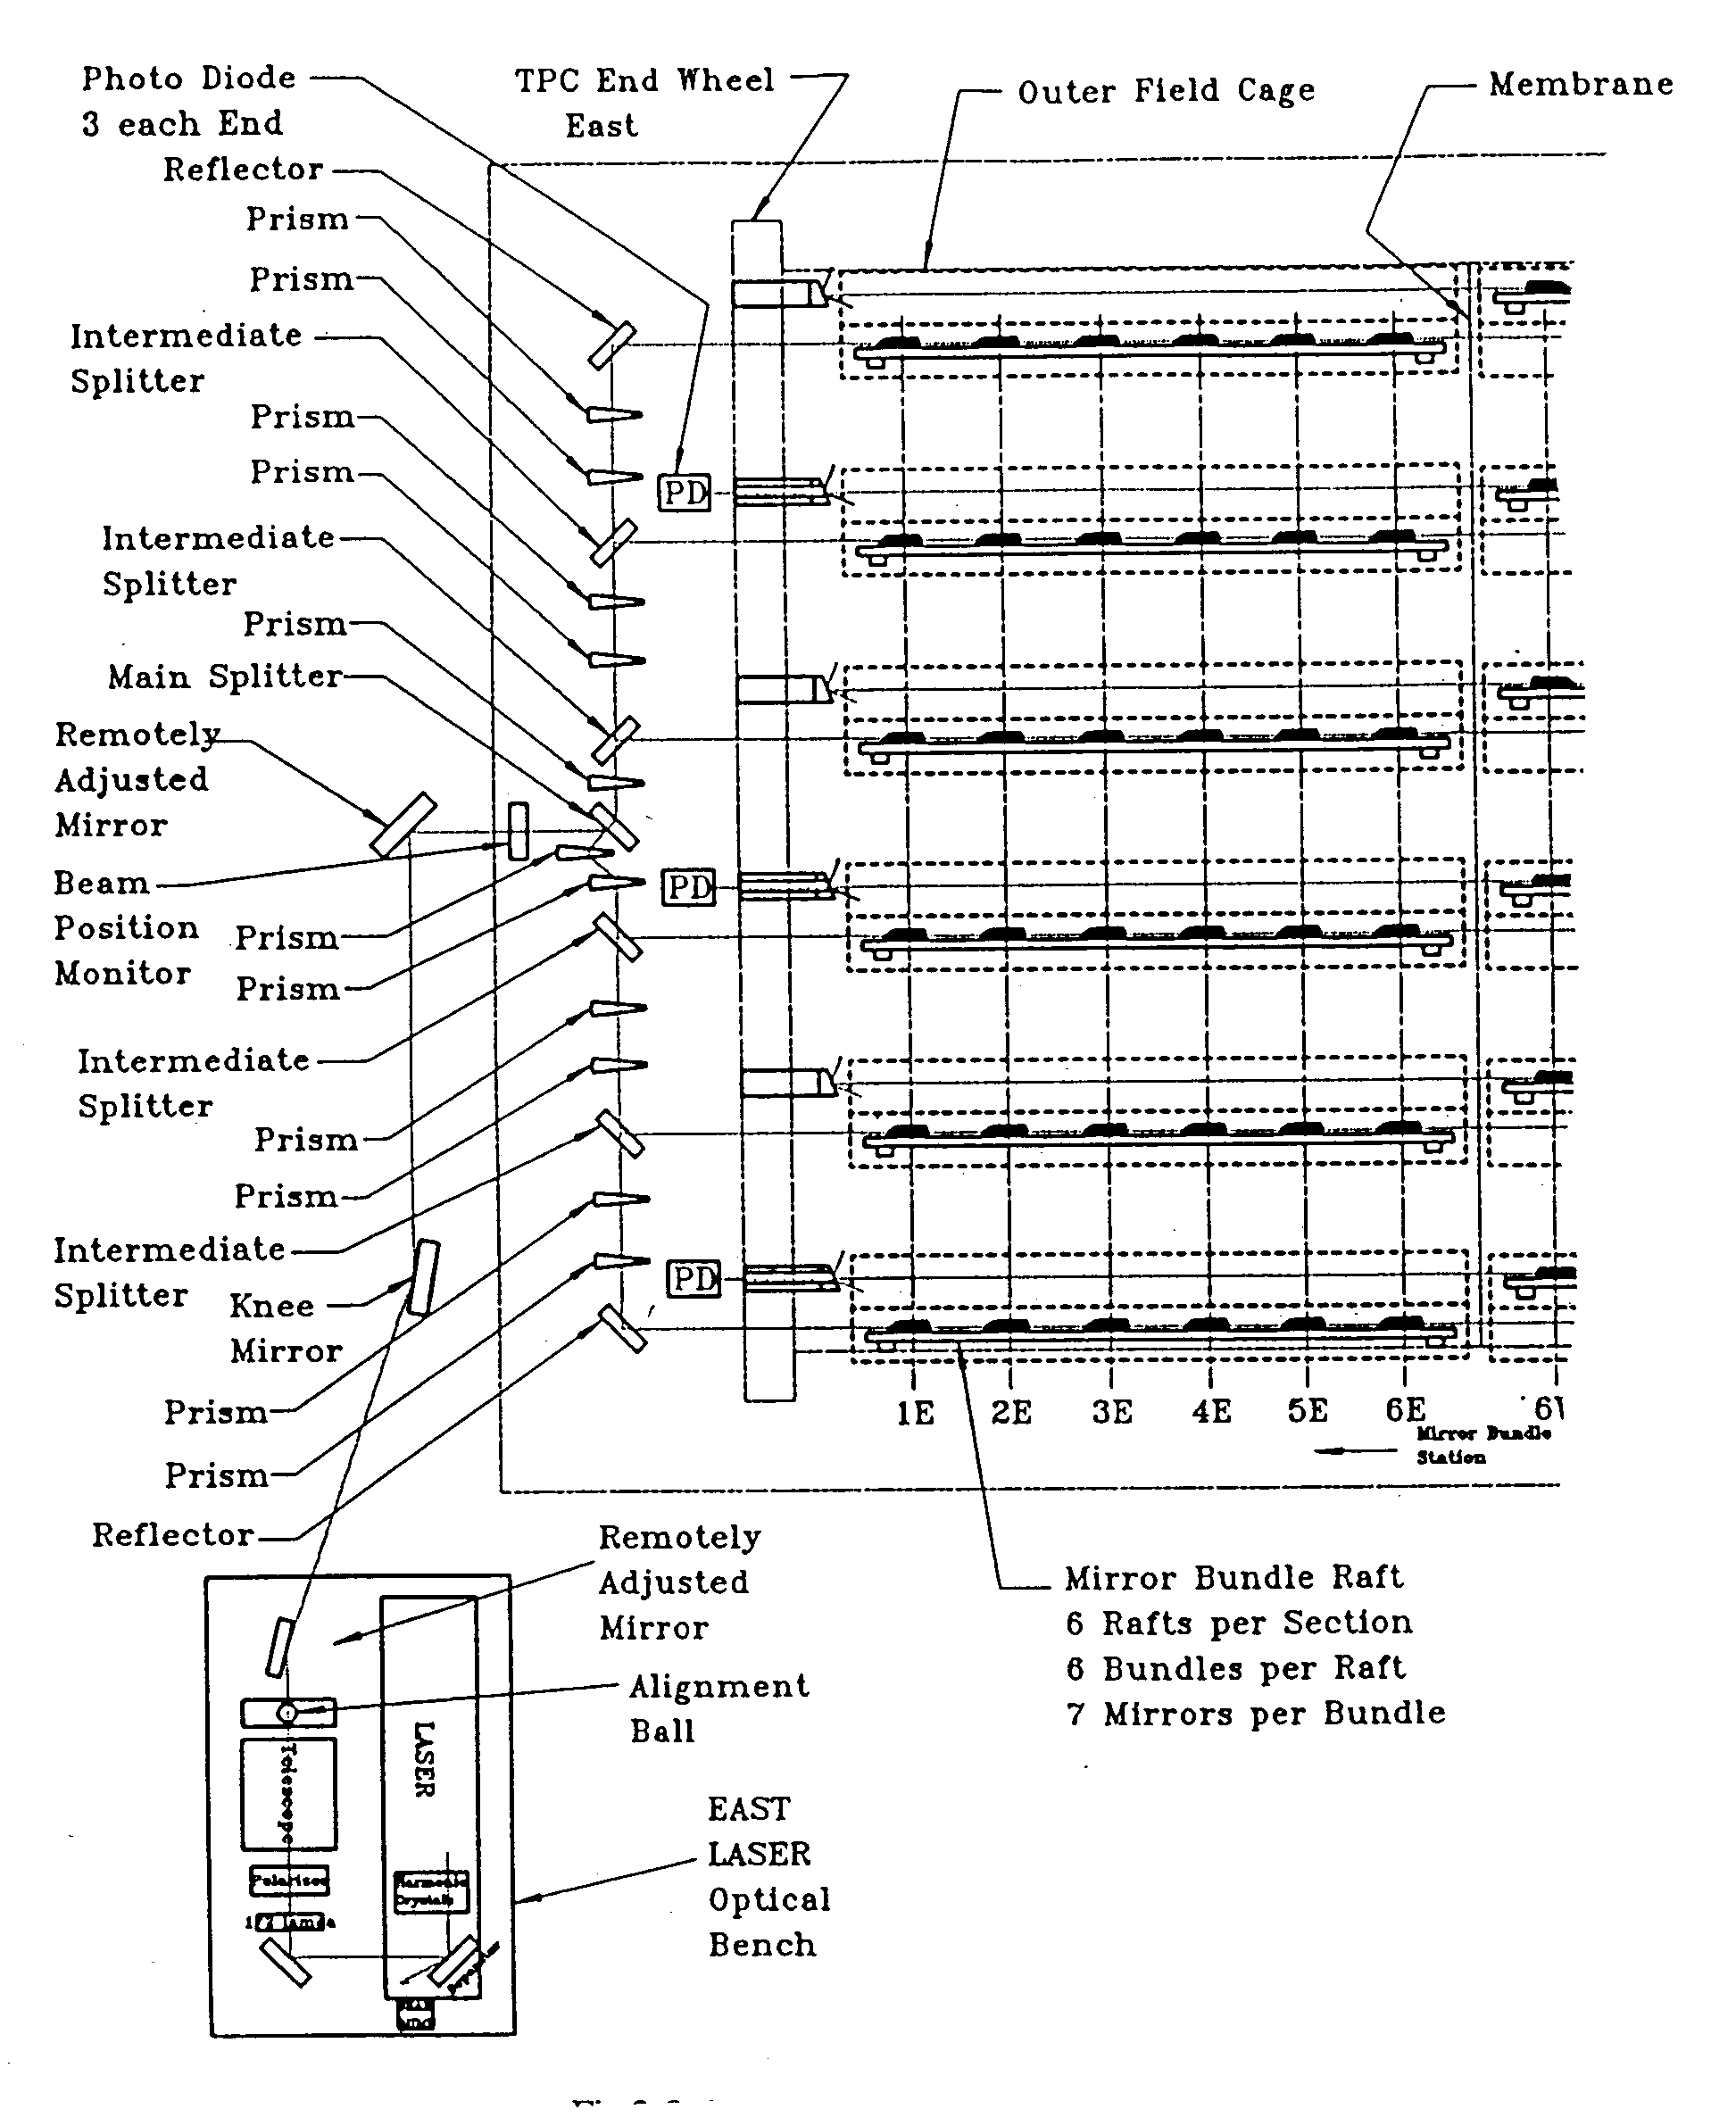 Photo Diode
3 each End
TPC End Wheel
East
Outer Field Cage
Membrane
Reflector
Prism
Prism
Intermediate
Splitter
Prism
Prism
PD
Intermediate
Splitter
Prism
Main Splitter
Remotely
Adjusted
Mirror
Beam
Position
Monitor
PD
Prism
Prism
Intermediate
Splitter
Prism
Prism
Intermediate
Splitter
PD
Knee
Mirror
Prism
Prism
Reflector
1E 2E 3E 4E 5E 6E
Mirror Bundle
Station
Remotely
Adjusted
Mirror
Mirror Bundle Raft
6 Rafts per Section
6 Bundles per Raft
7 Mirrors per Bundle
Alignment
Ball
LASER
Telescope
EAST
LASER
Optical
Bench
Crystals